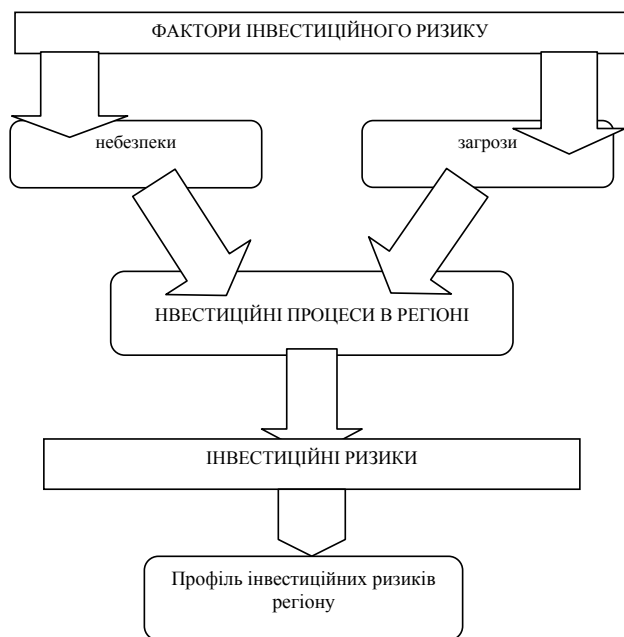 ФАКТОРИ ІНВЕСТИЦІЙНОГО РИЗИКУ
небезпеки
загрози
НВЕСТИЦІЙНІ ПРОЦЕСИ В РЕГІОНІ
ІНВЕСТИЦІЙНІ РИЗИКИ
Профіль інвестиційних ризиків
регіону